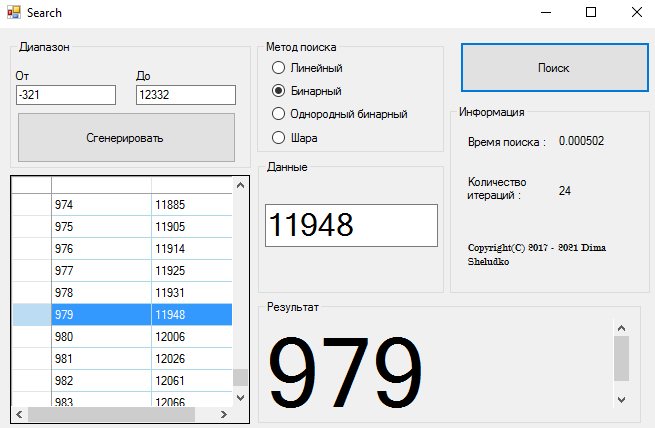 Search
Диапазон
От До
-321 12332
Сгенерировать
974 11885
975 11905
976 11914
977 11925
978 11931
979 11948
980 12006
981 12026
982 12061
983 12066
Метод поиска
Линейный
Бинарный
Однородный бинарный
Шара
Данные
11948
Поиск
Информация
Время поиска : 0.000502
Количество
итераций : 24
Copyright(C) 2017 - 2021 Dima
Sheludko
Результат
979